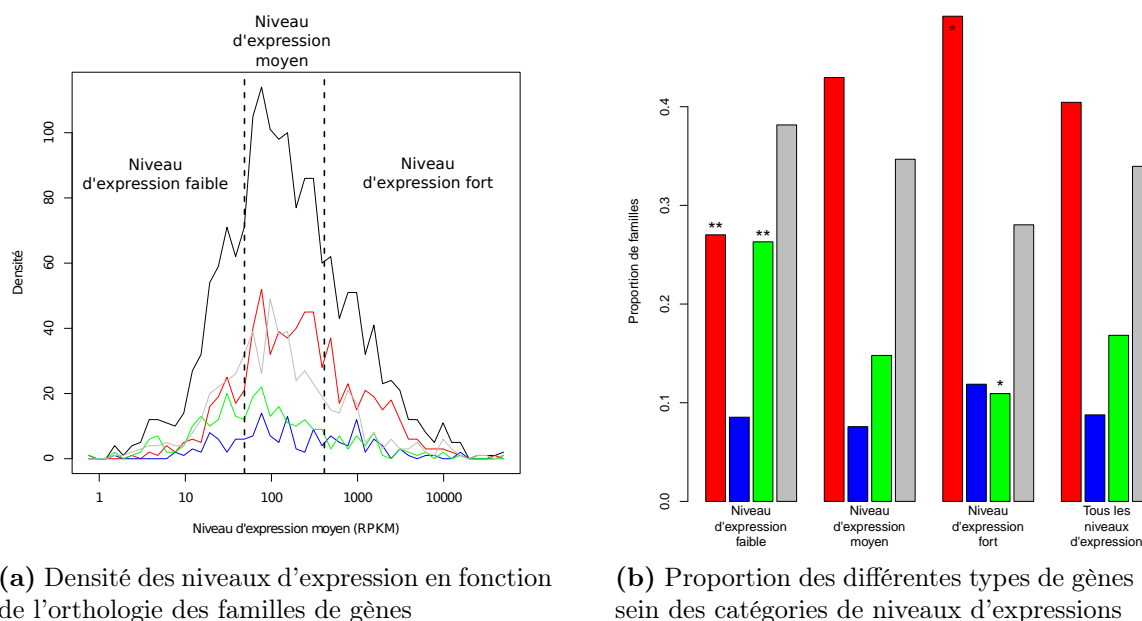 Niveau
d'expression
moyen
Niveau
d'expression faible
Niveau
d'expression fort
Densité
0
20
40
60
80
100
1
10
100
1000
10000
Niveau d'expression moyen (RPKM)
(a) Densité des niveaux d'expression en fonction
de l'orthologie des familles de gènes
Proportion de familles
0.0
0.1
0.2
0.3
0.4
**
**
*
*
Niveau
d'expression
faible
Niveau
d'expression
moyen
Niveau
d'expression
fort
Tous les
niveaux
d'expression
(b) Proportion des différentes types de gènes
sein des catégories de niveaux d'expressions